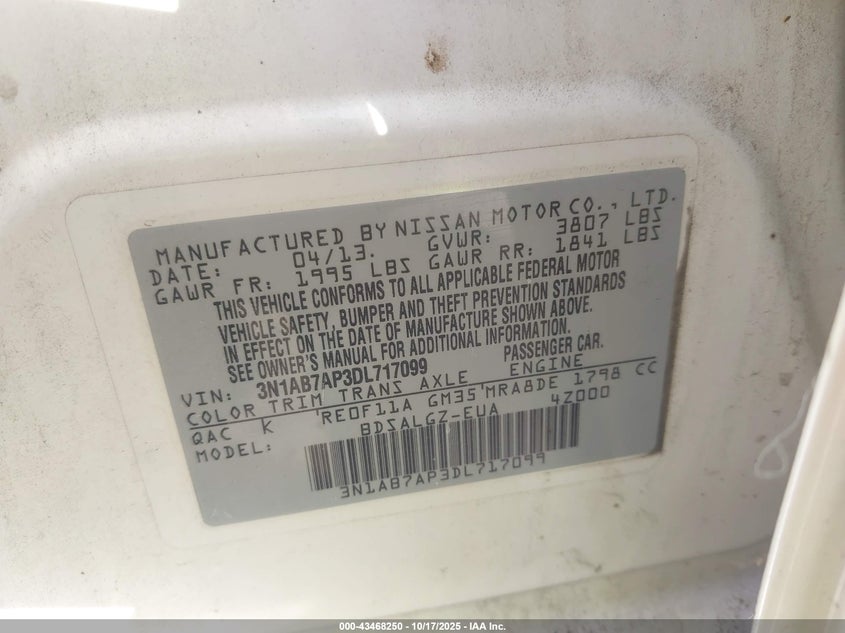 MANUFACTURED BY NISSAN MOTOR CO., LTD.
DATE: 04/13. GVWR: 3807 LBS
GAWR FR: 1995 LBS GAWR RR: 1841 LBS
THIS VEHICLE CONFORMS TO ALL APPLICABLE FEDERAL MOTOR
VEHICLE SAFETY, BUMPER AND THEFT PREVENTION STANDARDS
IN EFFECT ON THE DATE OF MANUFACTURE SHOWN ABOVE.
SEE OWNER'S MANUAL FOR ADDITIONAL INFORMATION.
VIN: 3N1AB7AP3DL717099 PASSENGER CAR.
COLOR TRIM TRANS AXLE ENGINE
QAC K 'RE0F11A GM35'MRA8DE 1798 CC
MODEL: BDSALGZ-EUA 4Z000
3N1AB7AP3DL717099
000-43468250 - 10/17/2025 - IAA Inc.